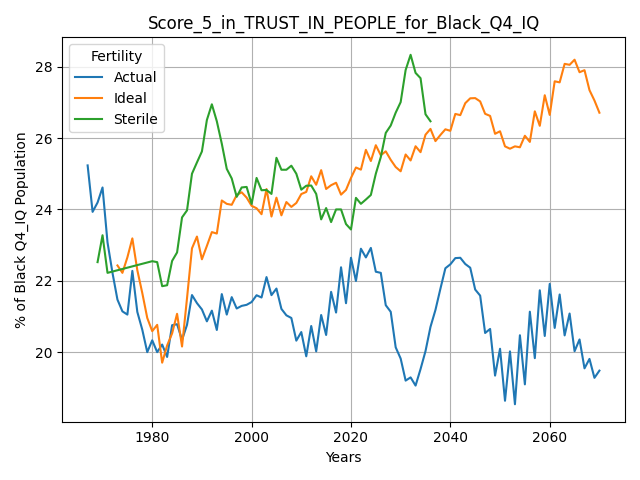 Score_5_in_TRUST_IN_PEOPLE_for_Black_Q4_IQ
Fertility
Actual
Ideal
Sterile
% of Black Q4_IQ Population
28
26
24
22
20
1980
2000
2020
2040
2060
Years